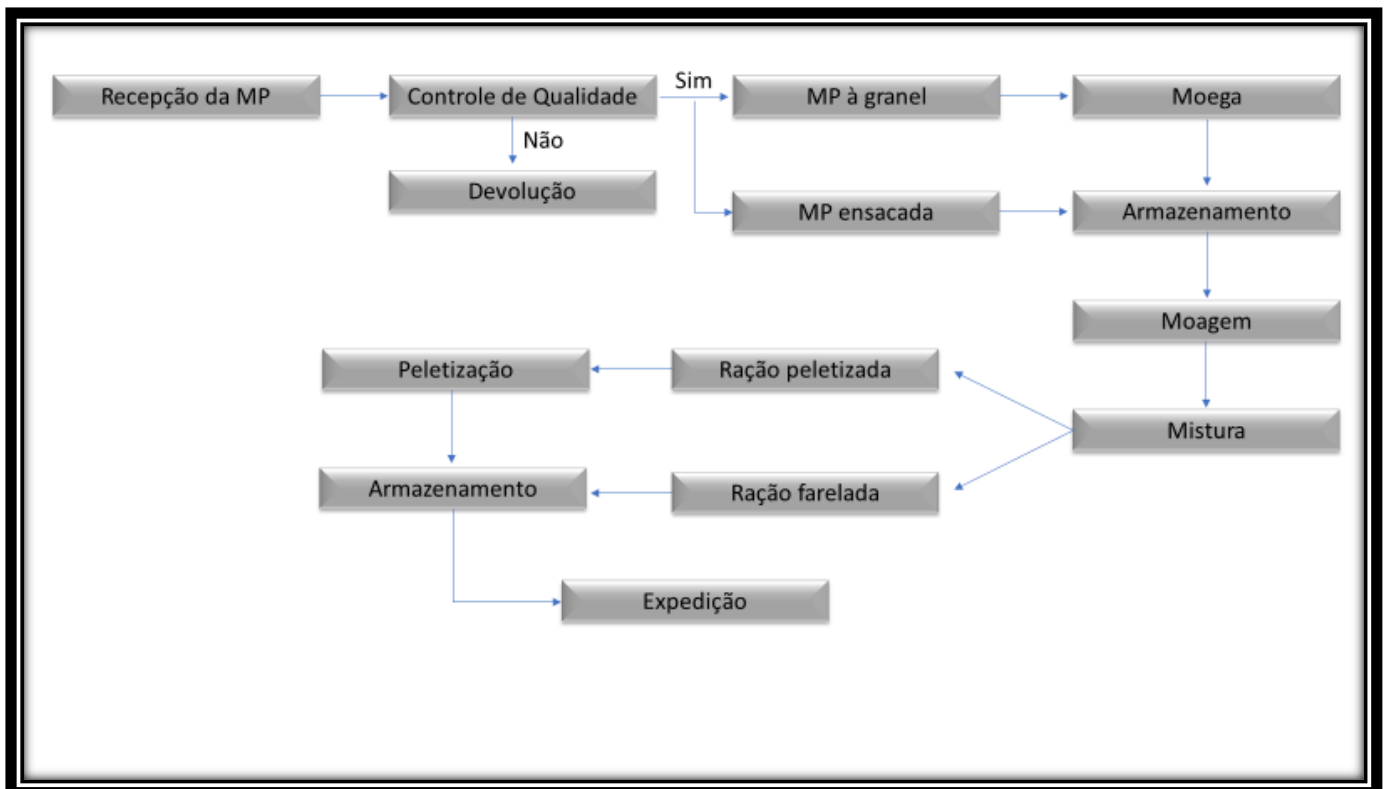 Recepção da MP
Controle de Qualidade
Sim
MP à granel
Moega
Não
Devolução
MP ensacada
Armazenamento
Moagem
Peletização
Ração peletizada
Mistura
Armazenamento
Ração farelada
Expedição